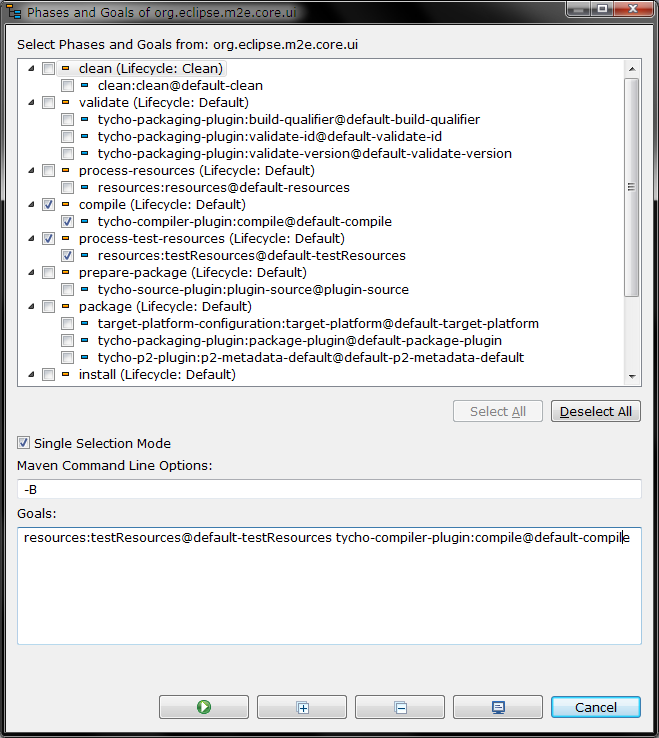 Phases and Goals of org.eclipse.m2e.core.ui
Select Phases and Goals from: org.eclipse.m2e.core.ui
clean (Lifecycle: Clean)
clean:clean@default-clean
validate (Lifecycle: Default)
tycho-packaging-plugin:build-qualifier@default-build-qualifier
tycho-packaging-plugin:validate-id@default-validate-id
tycho-packaging-plugin:validate-version@default-validate-version
process-resources (Lifecycle: Default)
resources:resources@default-resources
compile (Lifecycle: Default)
tycho-compiler-plugin:compile@default-compile
process-test-resources (Lifecycle: Default)
resources:testResources@default-testResources
prepare-package (Lifecycle: Default)
tycho-source-plugin:plugin-source@plugin-source
package (Lifecycle: Default)
target-platform-configuration:target-platform@default-target-platform
tycho-packaging-plugin:package-plugin@default-package-plugin
tycho-p2-plugin:p2-metadata-default@default-p2-metadata-default
install (Lifecycle: Default)
Select All
Deselect All
Single Selection Mode
Maven Command Line Options:
-B
Goals:
resources:testResources@default-testResources tycho-compiler-plugin:compile@default-compile
Cancel